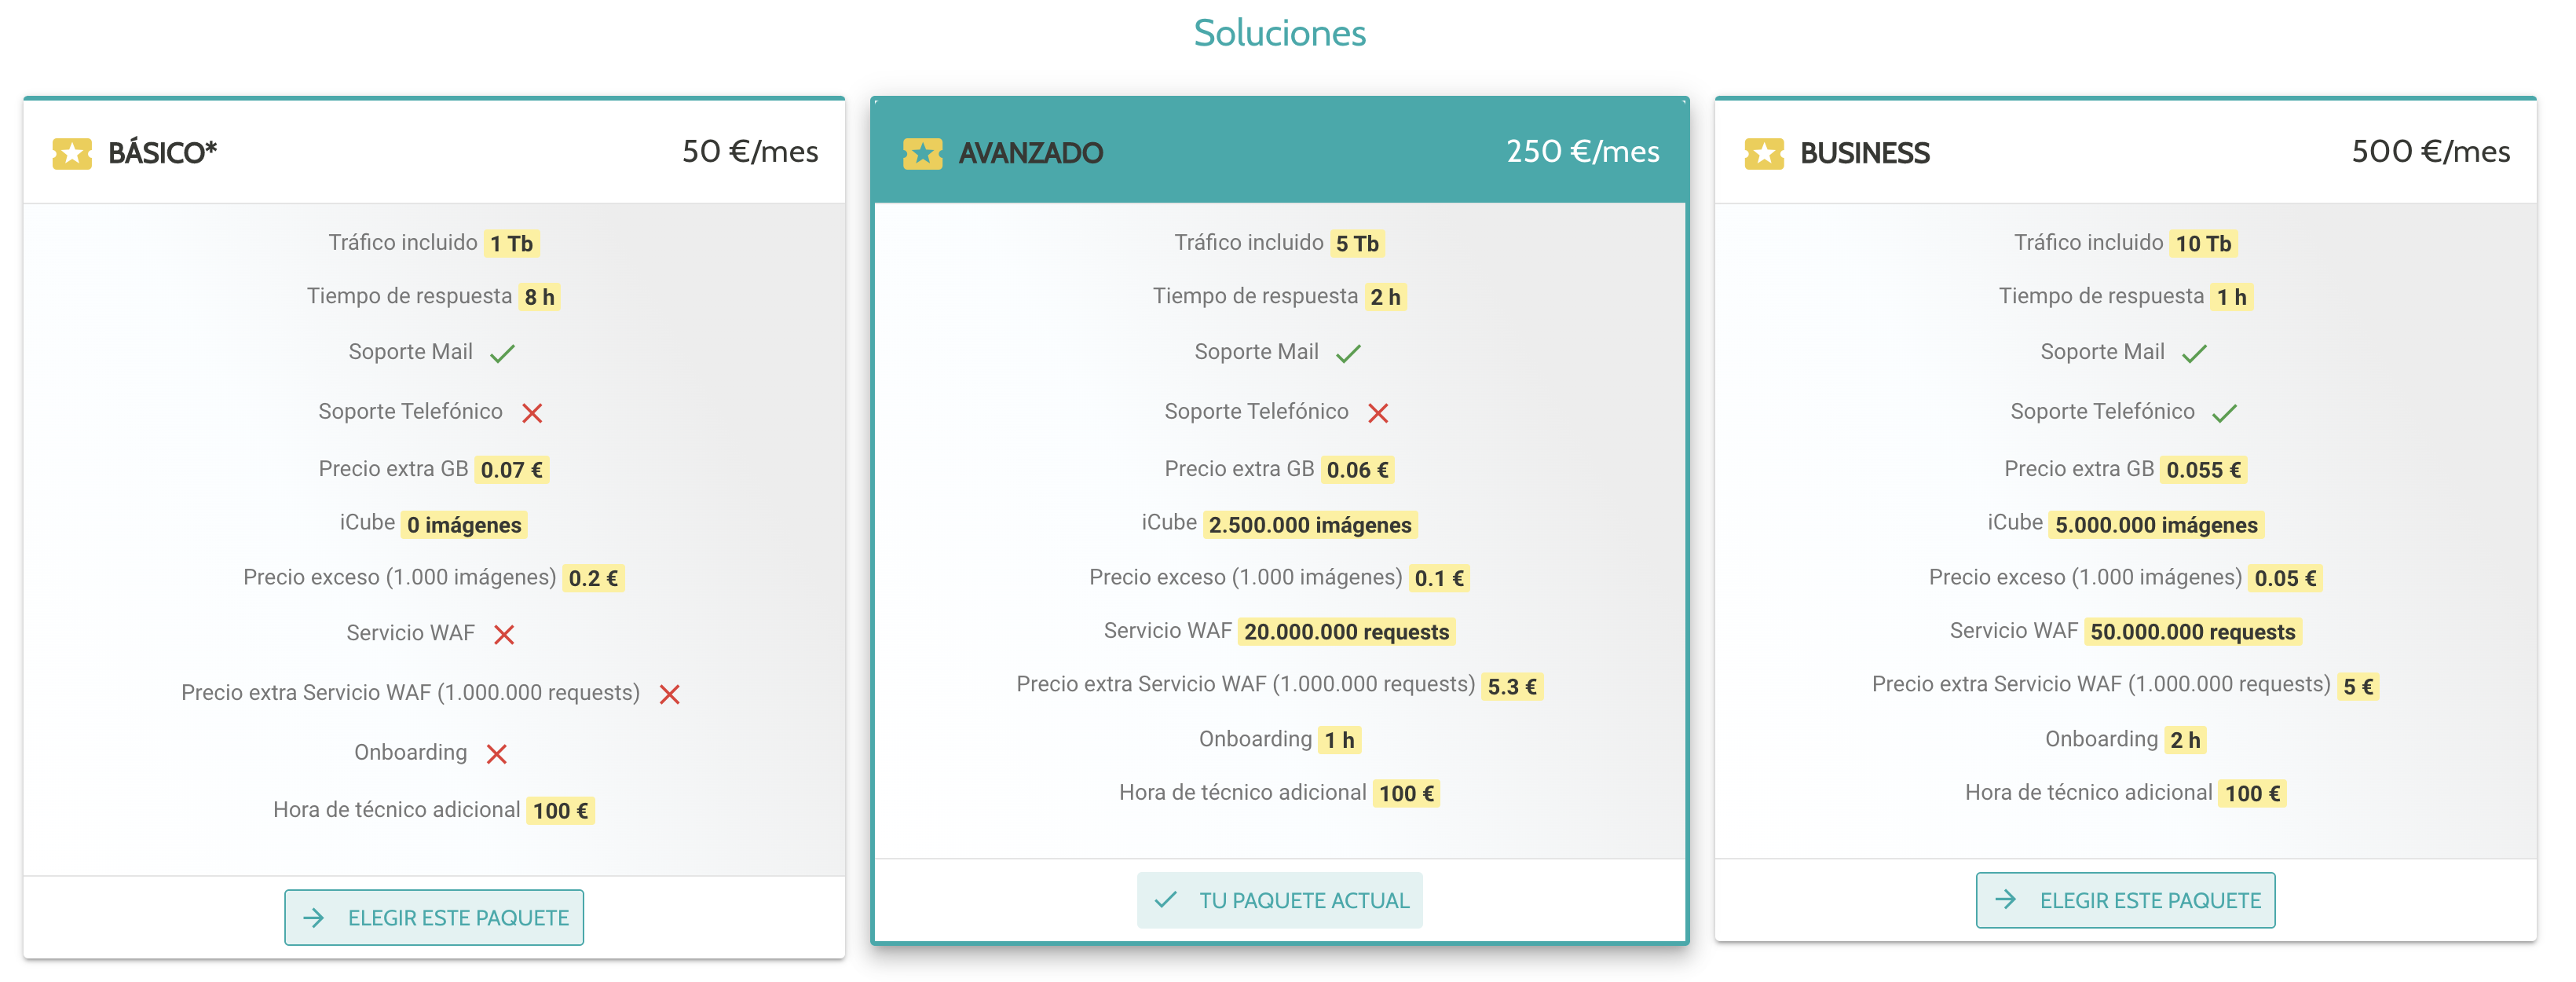 Soluciones
BÁSICO* 50 €/mes
Tráfico incluido 1 Tb
Tiempo de respuesta 8 h
Soporte Mail
Soporte Telefónico
Precio extra GB 0.07 €
iCube 0 imágenes
Precio exceso (1.000 imágenes) 0.2 €
Servicio WAF
Precio extra Servicio WAF (1.000.000 requests)
Onboarding
Hora de técnico adicional 100 €
ELEGIR ESTE PAQUETE
AVANZADO 250 €/mes
Tráfico incluido 5 Tb
Tiempo de respuesta 2 h
Soporte Mail
Soporte Telefónico
Precio extra GB 0.06 €
iCube 2.500.000 imágenes
Precio exceso (1.000 imágenes) 0.1 €
Servicio WAF 20.000.000 requests
Precio extra Servicio WAF (1.000.000 requests) 5.3 €
Onboarding 1 h
Hora de técnico adicional 100 €
TU PAQUETE ACTUAL
BUSINESS 500 €/mes
Tráfico incluido 10 Tb
Tiempo de respuesta 1 h
Soporte Mail
Soporte Telefónico
Precio extra GB 0.055 €
iCube 5.000.000 imágenes
Precio exceso (1.000 imágenes) 0.05 €
Servicio WAF 50.000.000 requests
Precio extra Servicio WAF (1.000.000 requests) 5 €
Onboarding 2 h
Hora de técnico adicional 100 €
ELEGIR ESTE PAQUETE